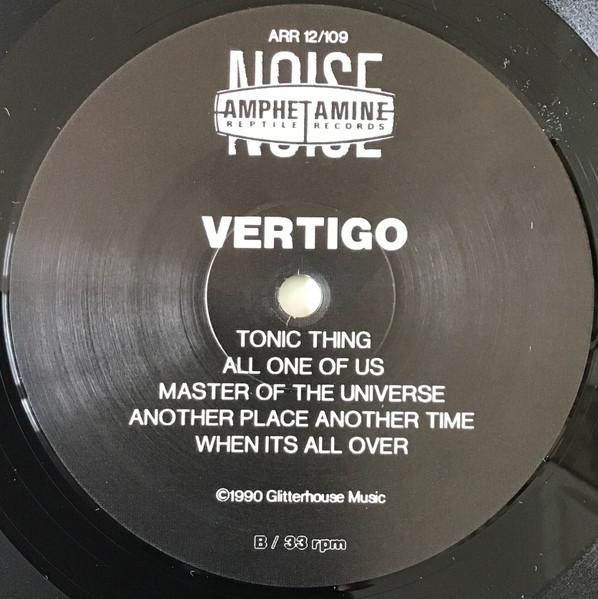 ARR 12/109
NOISE
AMPHETAMINE
REPTILE RECORDS
NOISE
VERTIGO
TONIC THING
ALL ONE OF US
MASTER OF THE UNIVERSE
ANOTHER PLACE ANOTHER TIME
WHEN ITS ALL OVER
©1990 Glitterhouse Music
B / 33 rpm